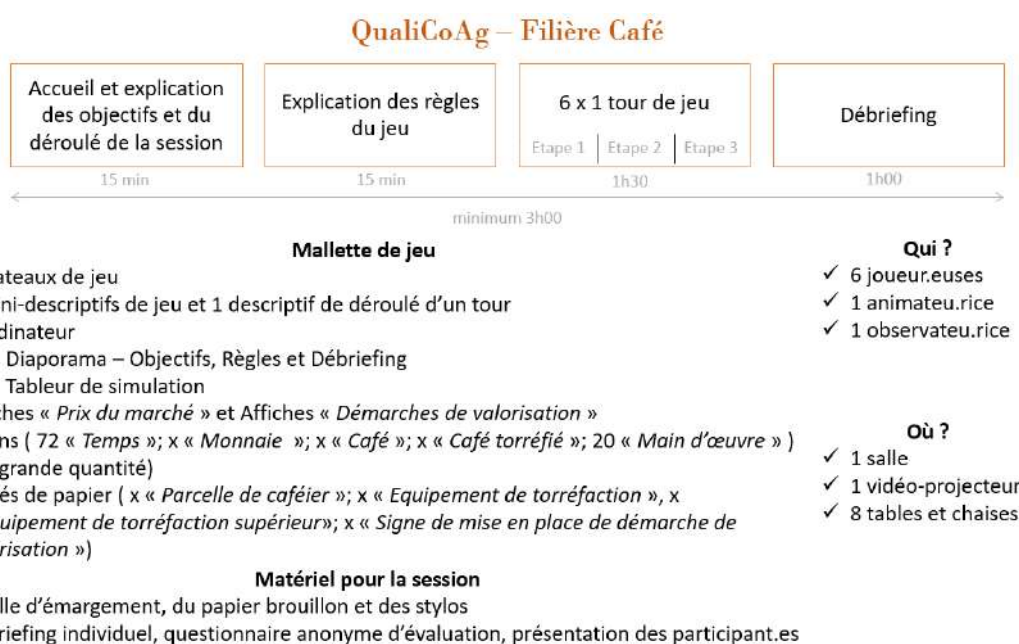 QualiCoAg – Filière Café
Accueil et explication
des objectifs et du
déroulé de la session
Explication des règles
du jeu
6 x 1 tour de jeu
Etape 1 | Etape 2 | Etape 3
Débriefing
15 min
15 min
1h30
1h00
minimum 3h00
Mallette de jeu
ateaux de jeu
ni-descriptifs de jeu et 1 descriptif de déroulé d'un tour
dinateur
Diaporama – Objectifs, Règles et Débriefing
Tableur de simulation
ches « Prix du marché » et Affiches « Démarches de valorisation »
ns ( 72 « Temps »; x « Monnaie »; x « Café »; x « Café torréfié »; 20 « Main d'œuvre » )
grande quantité)
és de papier ( x « Parcelle de caféier »; x « Equipement de torréfaction », x
uipement de torréfaction supérieur»; x « Signe de mise en place de démarche de
risation »)
Matériel pour la session
lle d'émargement, du papier brouillon et des stylos
riefing individuel, questionnaire anonyme d'évaluation, présentation des participant.es
Qui ?
✓ 6 joueur.euses
✓ 1 animateu.rice
✓ 1 observateu.rice
Où ?
✓ 1 salle
✓ 1 vidéo-projecteur
✓ 8 tables et chaises